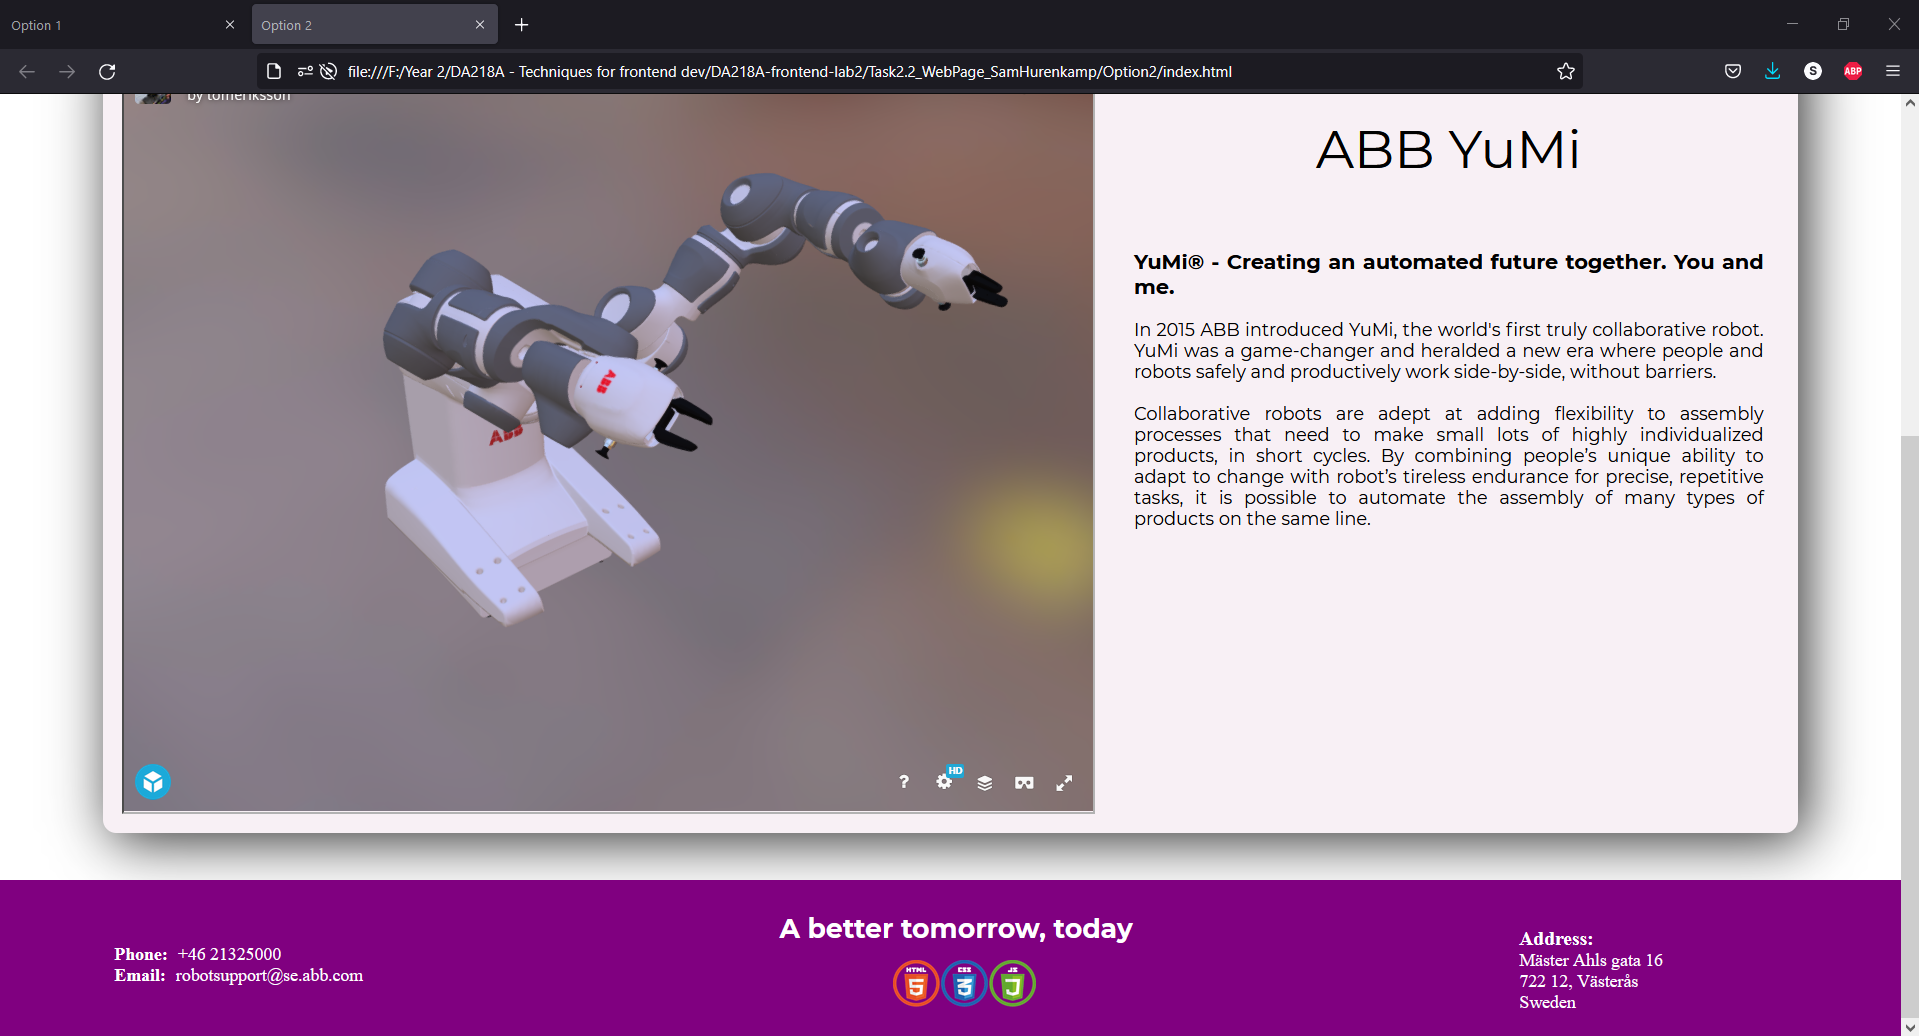 Option 1
Option 2
file:///F:/Year 2/DA218A - Techniques for frontend dev/DA218A-frontend-lab2/Task2.2_WebPage_SamHurenkamp/Option2/index.html
S
ABP
by tomeriksson
ABB
ABB
?
HD
ABB YuMi
YuMi® - Creating an automated future together. You and
me.
In 2015 ABB introduced YuMi, the world's first truly collaborative robot.
YuMi was a game-changer and heralded a new era where people and
robots safely and productively work side-by-side, without barriers.
Collaborative robots are adept at adding flexibility to assembly
processes that need to make small lots of highly individualized
products, in short cycles. By combining people’s unique ability to
adapt to change with robot’s tireless endurance for precise, repetitive
tasks, it is possible to automate the assembly of many types of
products on the same line.
Phone: +46 21325000
Email: robotsupport@se.abb.com
A better tomorrow, today
HTML 5
CSS 3
JS J
Address:
Mäster Ahls gata 16
722 12, Västerås
Sweden